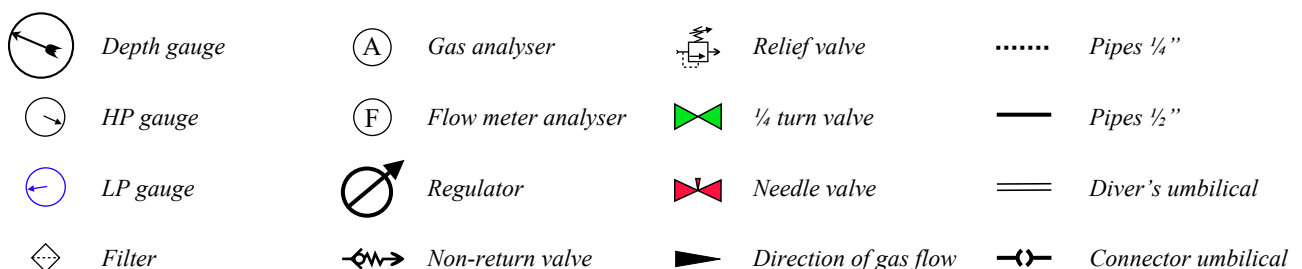 Depth gauge A Gas analyser Relief valve Pipes ¼”
HP gauge F Flow meter analyser ¼ turn valve Pipes ½”
LP gauge Regulator Needle valve Diver’s umbilical
Filter Non-return valve Direction of gas flow Connector umbilical